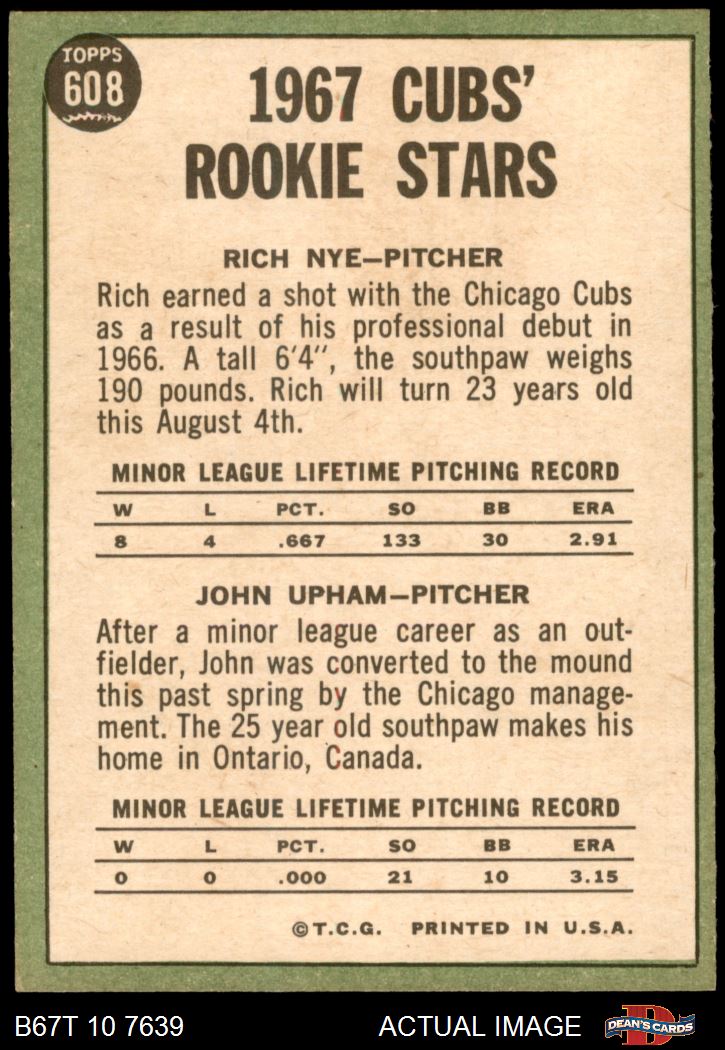 TOPPS
608
1967 CUBS'
ROOKIE STARS
RICH NYE—PITCHER
Rich earned a shot with the Chicago Cubs
as a result of his professional debut in
1966. A tall 6'4", the southpaw weighs
190 pounds. Rich will turn 23 years old
this August 4th.
MINOR LEAGUE LIFETIME PITCHING RECORD
W L PCT. SO BB ERA
8 4 .667 133 30 2.91
JOHN UPHAM—PITCHER
After a minor league career as an out-
fielder, John was converted to the mound
this past spring by the Chicago manage-
ment. The 25 year old southpaw makes his
home in Ontario, Canada.
MINOR LEAGUE LIFETIME PITCHING RECORD
W L PCT. SO BB ERA
0 0 .000 21 10 3.15
©T.C.G. PRINTED IN U.S.A.
B67T 10 7639 ACTUAL IMAGE
D
DEAN'S CARDS